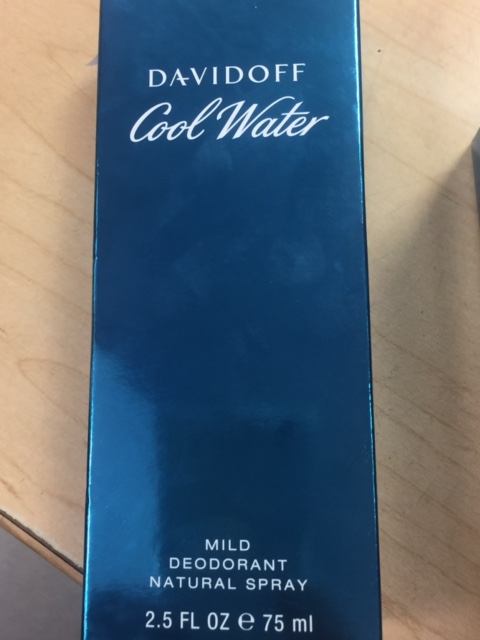 DAVIDOFF
Cool Water
MILD
DEODORANT
NATURAL SPRAY
2.5 FL OZ e 75 ml